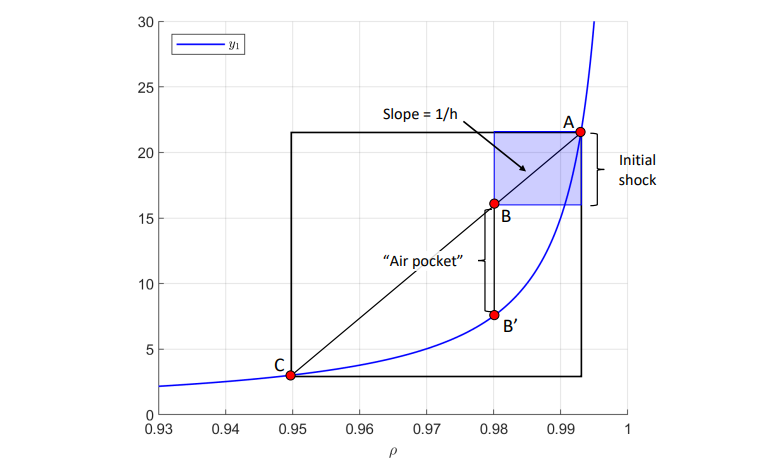 30
y₁
25
Slope = 1/h
A
20
Initial
shock
B
15
“Air pocket”
10
B′
5
C
0
0.93 0.94 0.95 0.96 0.97 0.98 0.99 1
ρ